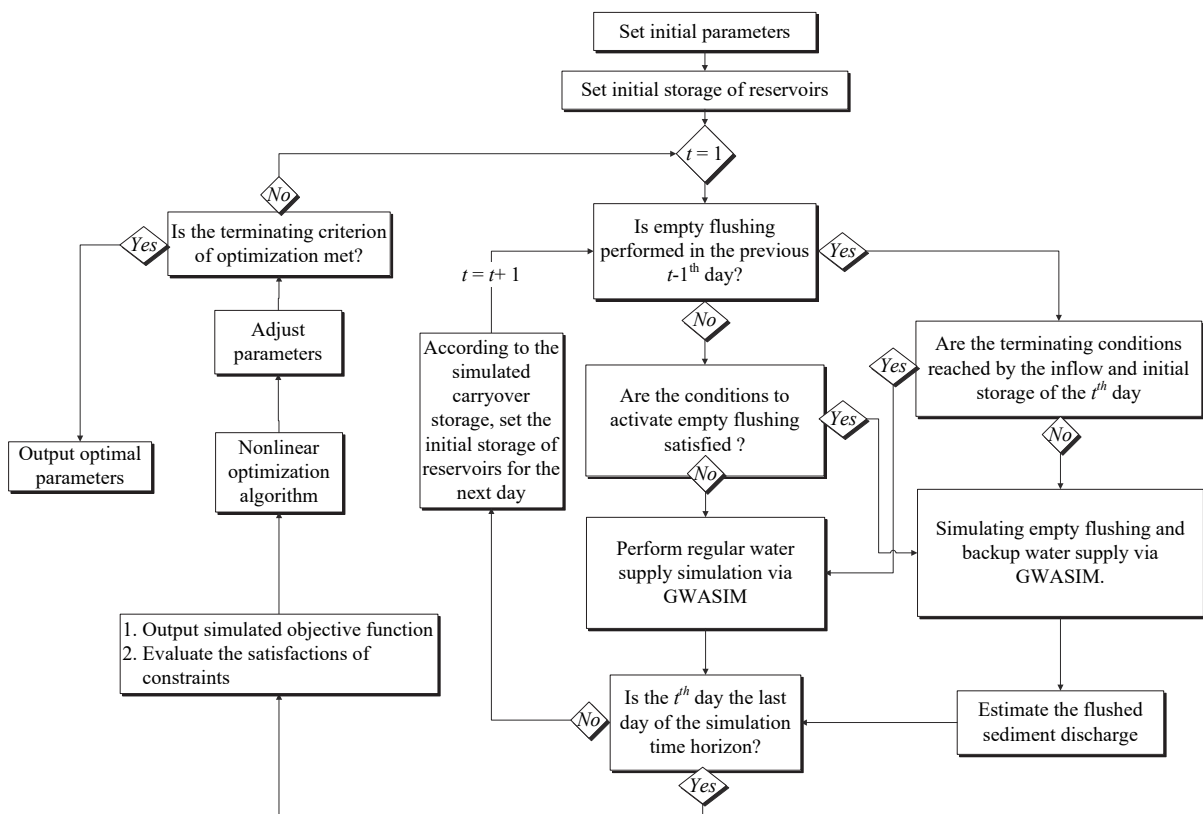 Set initial parameters
Set initial storage of reservoirs
t = 1
No
Yes
Is the terminating criterion
of optimization met?
Is empty flushing
performed in the previous
t-1th day?
Yes
t = t+ 1
No
Adjust
parameters
According to the
simulated
carryover
storage, set the
initial storage of
reservoirs for the
next day
Are the conditions to
activate empty flushing
satisfied ?
Yes
No
Yes
Are the terminating conditions
reached by the inflow and initial
storage of the tth day
No
Output optimal
parameters
Nonlinear
optimization
algorithm
Perform regular water
supply simulation via
GWASIM
Simulating empty flushing and
backup water supply via
GWASIM.
1. Output simulated objective function
2. Evaluate the satisfactions of
constraints
Is the tth day the last
day of the simulation
time horizon?
No
Yes
Estimate the flushed
sediment discharge